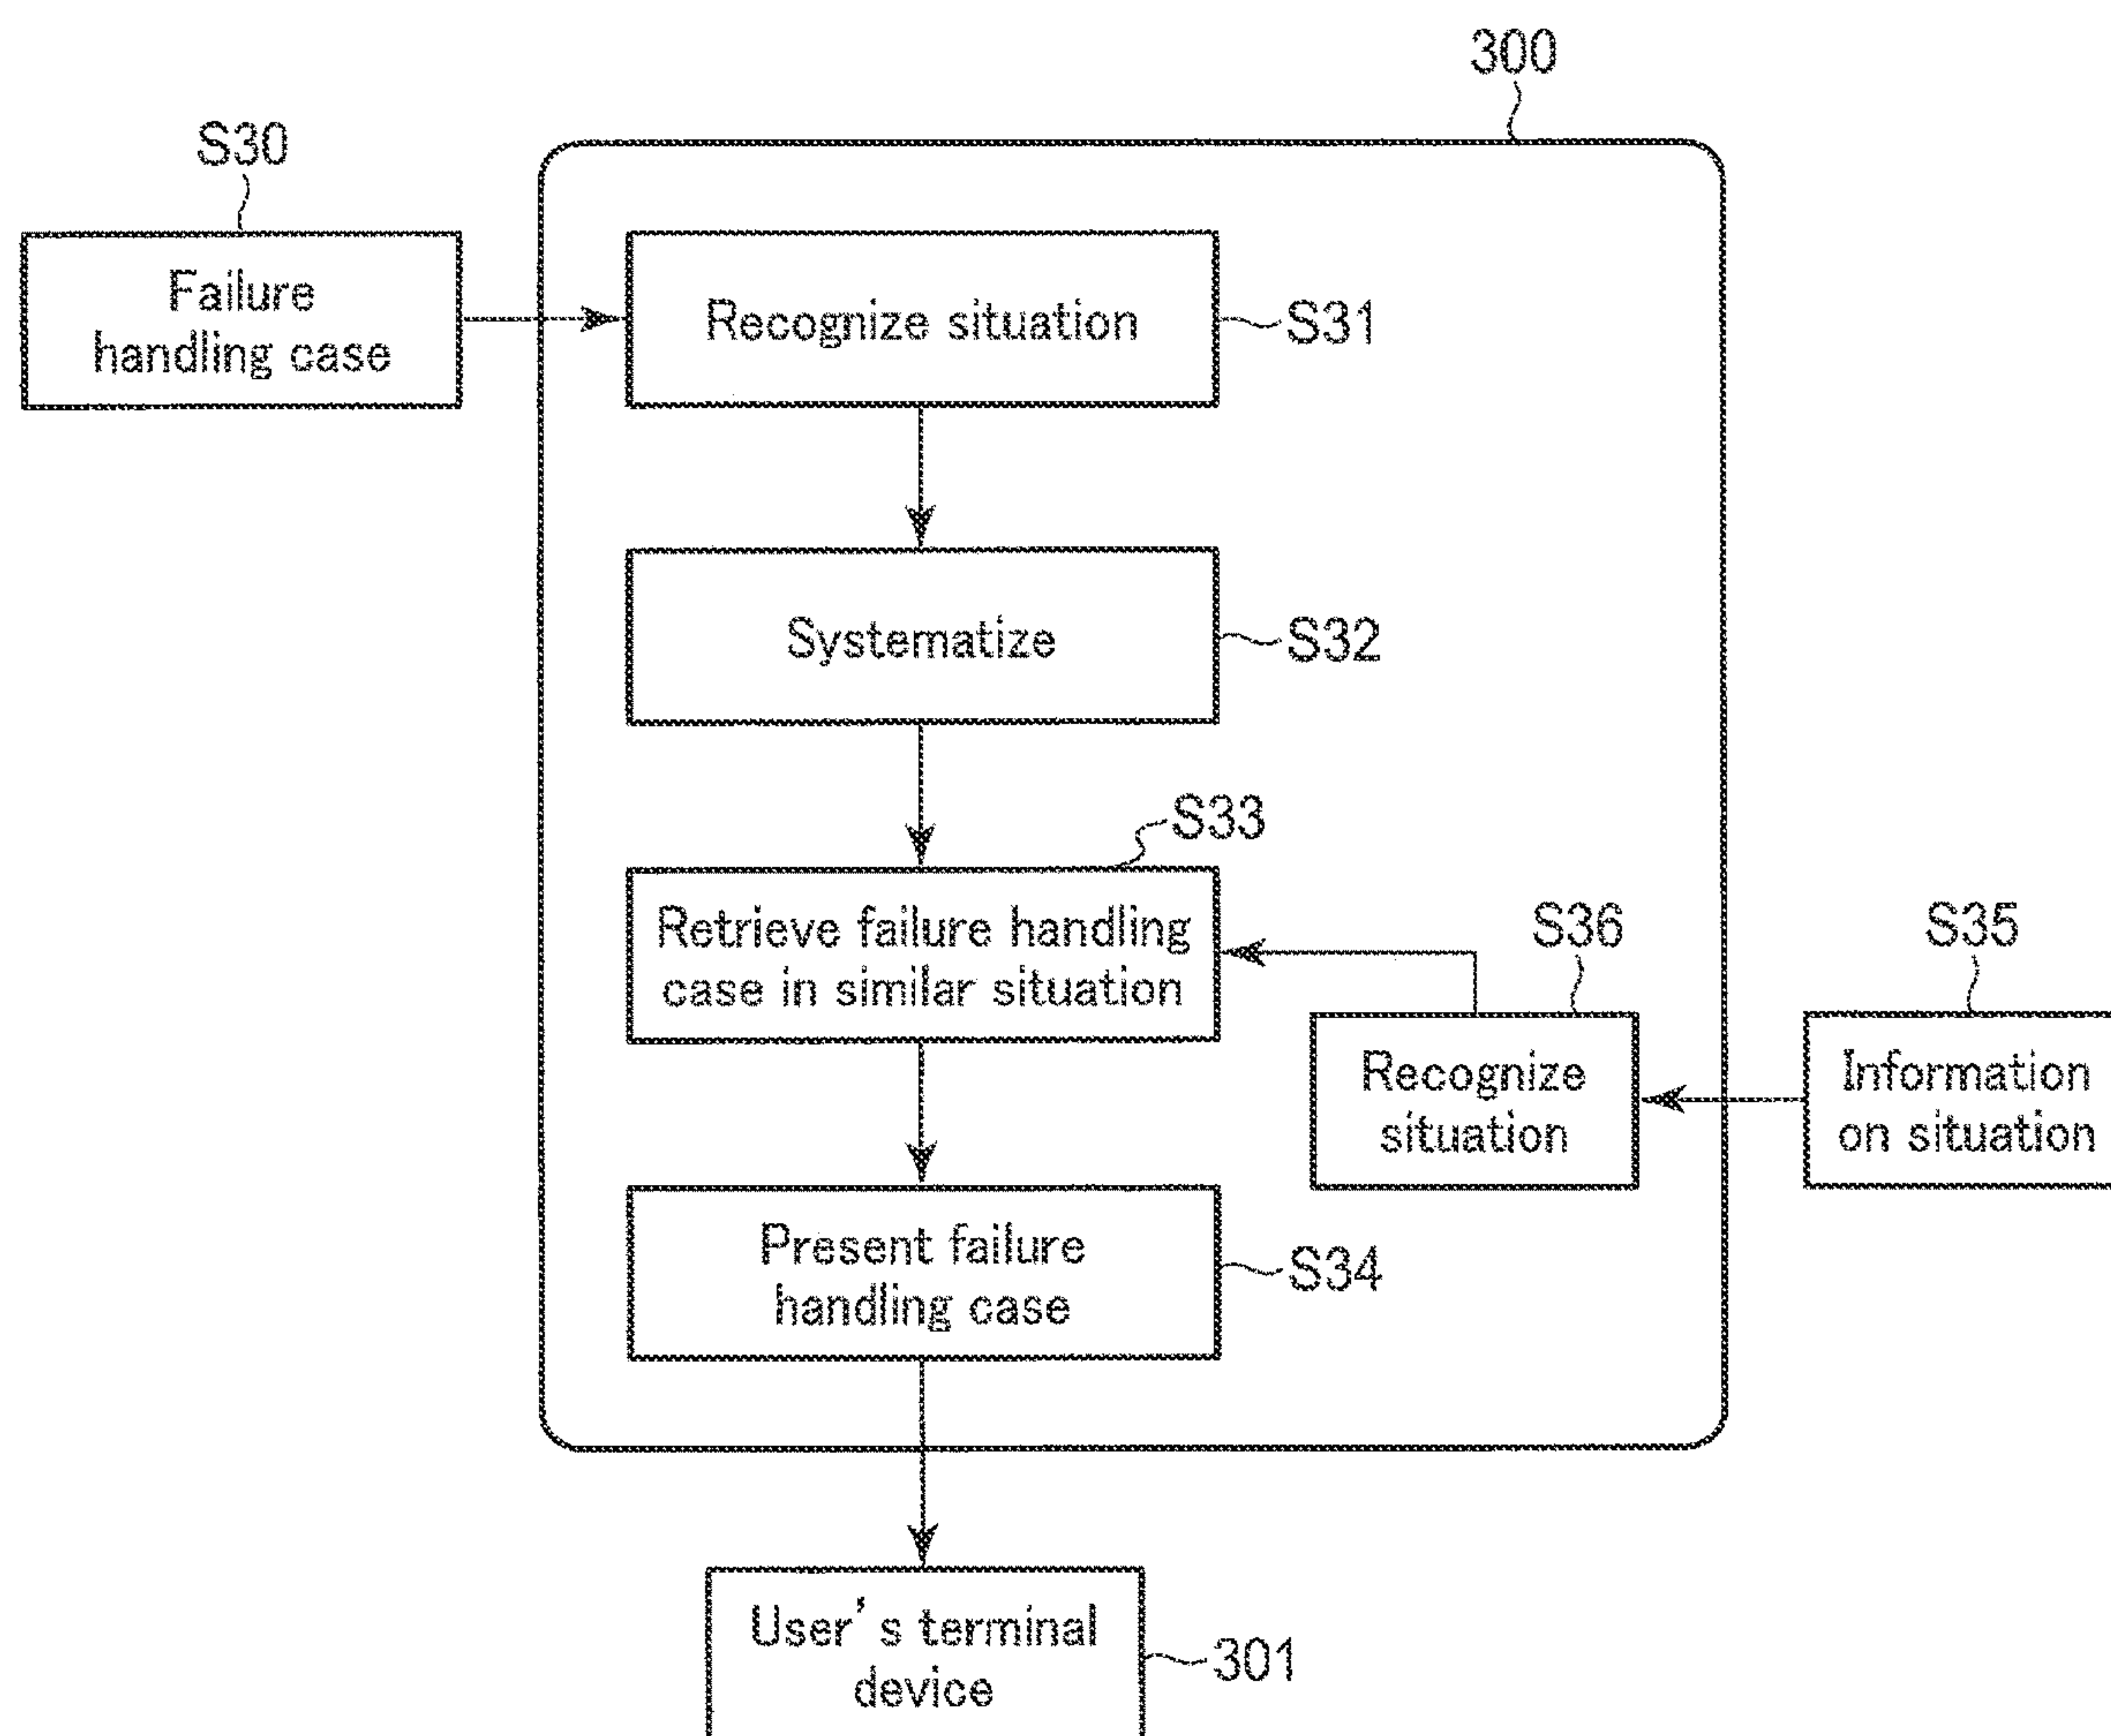 300
S30
Failure
handling case
Recognize situation
S31
Systematize
S32
S33
Retrieve failure handling
case in similar situation
S36
S35
Recognize
situation
Information
on situation
Present failure
handling case
S34
User's terminal
device
301